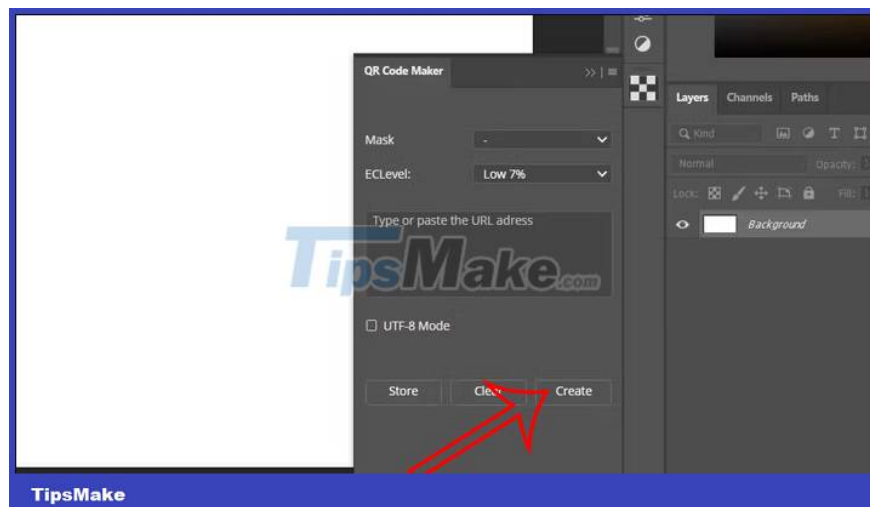 QR Code Maker
Layers Channels Paths
Kind
Mask -
Normal Opacity:
ECLevel: Low 7%
Lock: Fill:
Type or paste the URL adress
Background
TipsMake.com
UTF-8 Mode
Store Clear Create
TipsMake